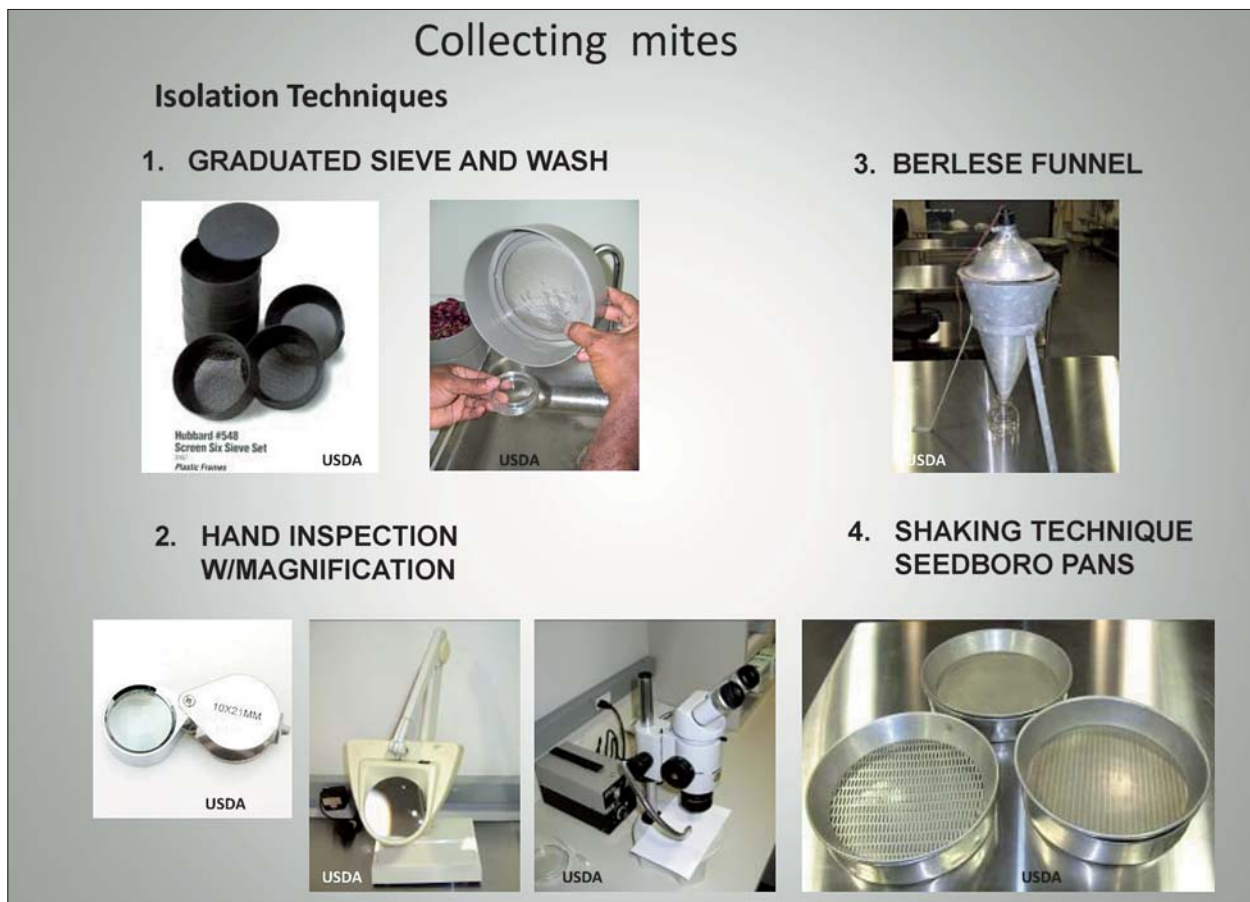 Collecting mites
Isolation Techniques
1. GRADUATED SIEVE AND WASH
Hubbard #548
Screen Six Sieve Set
Plastic Frames
USDA
USDA
2. HAND INSPECTION
W/MAGNIFICATION
10X21MM
USDA
USDA
USDA
3. BERLESE FUNNEL
USDA
4. SHAKING TECHNIQUE
SEEDBORO PANS
USDA